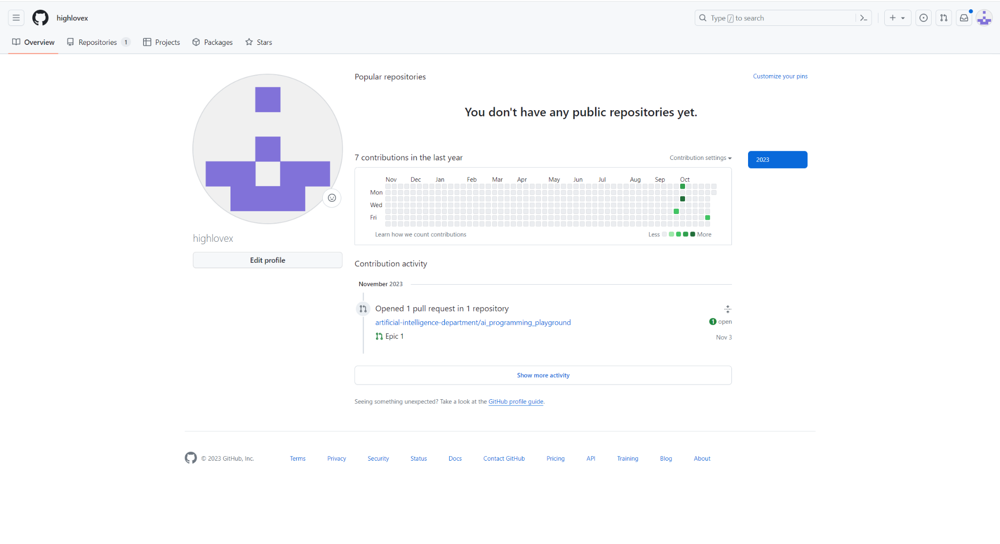 highlovex
Type / to search
Overview
Repositories 1
Projects
Packages
Stars
Popular repositories
Customize your pins
You don't have any public repositories yet.
7 contributions in the last year
Contribution settings
2023
Nov Dec Jan Feb Mar Apr May Jun Jul Aug Sep Oct
Mon
Wed
Fri
Learn how we count contributions
Less More
highlovex
Edit profile
Contribution activity
November 2023
Opened 1 pull request in 1 repository
artificial-intelligence-department/ai_programming_playground
1 open
Epic 1
Nov 3
Show more activity
Seeing something unexpected? Take a look at the GitHub profile guide.
© 2023 GitHub, Inc.
Terms
Privacy
Security
Status
Docs
Contact GitHub
Pricing
API
Training
Blog
About